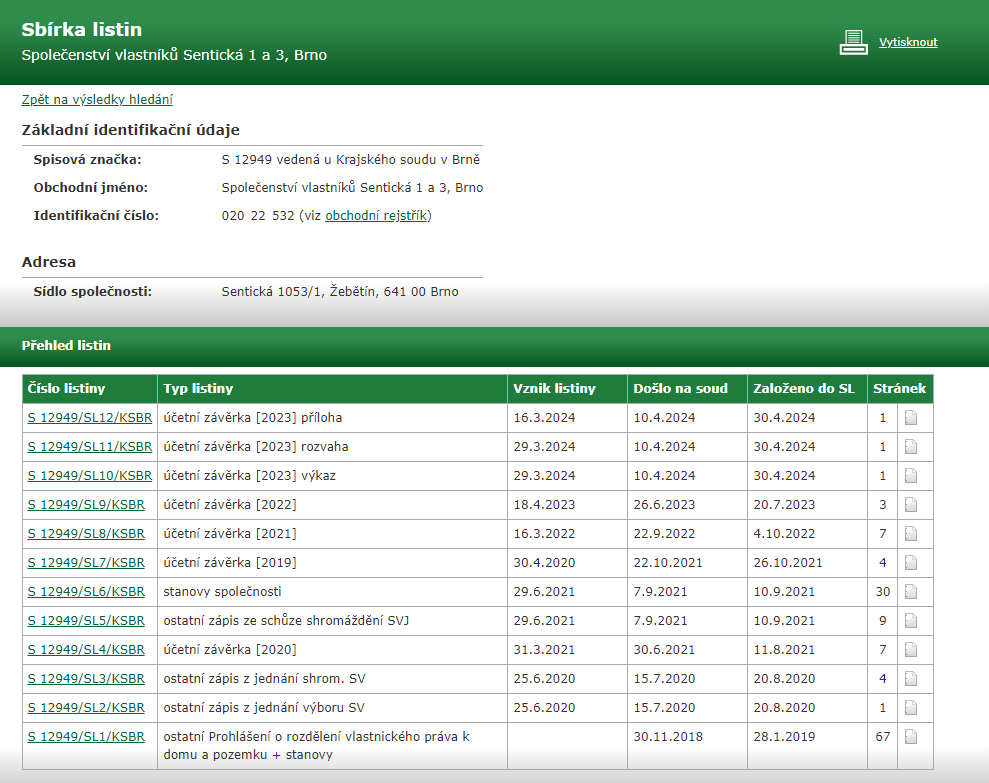 Sbírka listin
Společenství vlastníků Sentická 1 a 3, Brno
Vytisknout
Zpět na výsledky hledání
Základní identifikační údaje
Spisová značka: S 12949 vedená u Krajského soudu v Brně
Obchodní jméno: Společenství vlastníků Sentická 1 a 3, Brno
Identifikační číslo: 020 22 532 (viz obchodní rejstřík)
Adresa
Sídlo společnosti: Sentická 1053/1, Žebětín, 641 00 Brno
Přehled listin
Číslo listiny Typ listiny Vznik listiny Došlo na soud Založeno do SL Stránek
S 12949/SL12/KSBR účetní závěrka [2023] příloha 16.3.2024 10.4.2024 30.4.2024 1
S 12949/SL11/KSBR účetní závěrka [2023] rozvaha 29.3.2024 10.4.2024 30.4.2024 1
S 12949/SL10/KSBR účetní závěrka [2023] výkaz 29.3.2024 10.4.2024 30.4.2024 1
S 12949/SL9/KSBR účetní závěrka [2022] 18.4.2023 26.6.2023 20.7.2023 3
S 12949/SL8/KSBR účetní závěrka [2021] 16.3.2022 22.9.2022 4.10.2022 7
S 12949/SL7/KSBR účetní závěrka [2019] 30.4.2020 22.10.2021 26.10.2021 4
S 12949/SL6/KSBR stanovy společnosti 29.6.2021 7.9.2021 10.9.2021 30
S 12949/SL5/KSBR ostatní zápis ze schůze shromáždění SVJ 29.6.2021 7.9.2021 10.9.2021 9
S 12949/SL4/KSBR účetní závěrka [2020] 31.3.2021 30.6.2021 11.8.2021 7
S 12949/SL3/KSBR ostatní zápis z jednání shrom. SV 25.6.2020 15.7.2020 20.8.2020 4
S 12949/SL2/KSBR ostatní zápis z jednání výboru SV 25.6.2020 15.7.2020 20.8.2020 1
S 12949/SL1/KSBR ostatní Prohlášení o rozdělení vlastnického práva k 30.11.2018 28.1.2019 67
domu a pozemku + stanovy